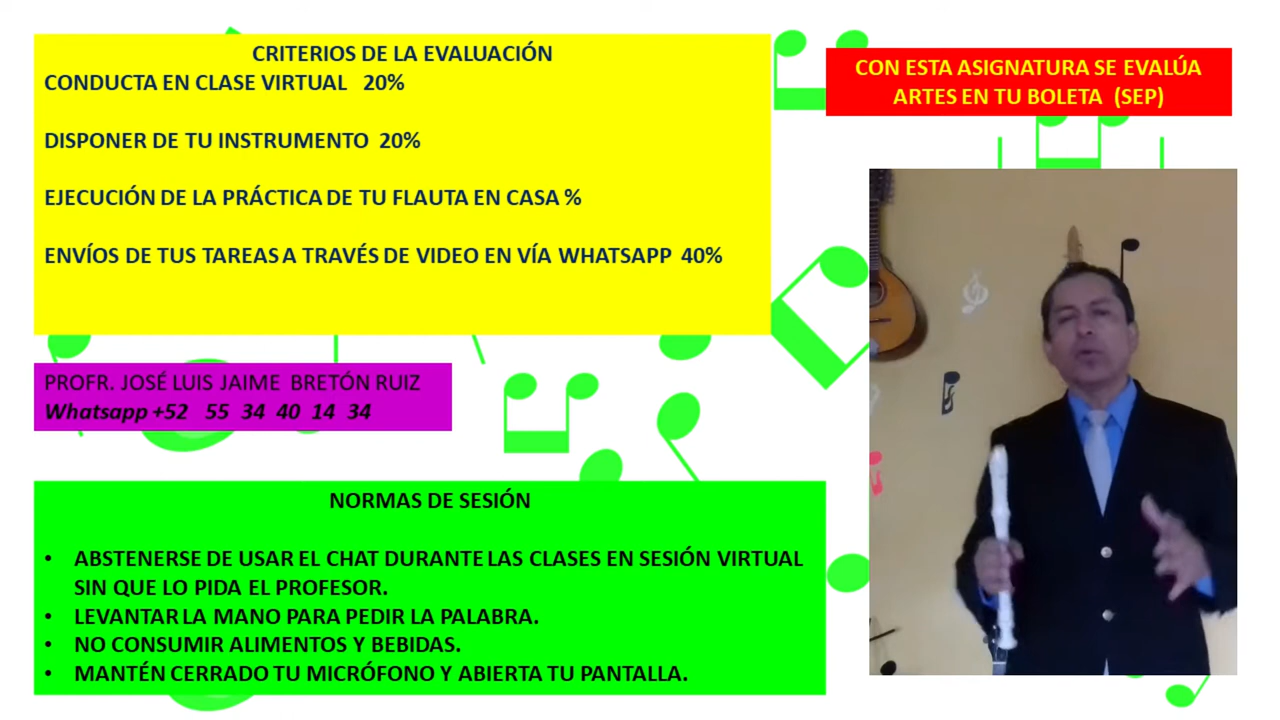 CRITERIOS DE LA EVALUACIÓN
CONDUCTA EN CLASE VIRTUAL 20%
DISPONER DE TU INSTRUMENTO 20%
EJECUCIÓN DE LA PRÁCTICA DE TU FLAUTA EN CASA %
ENVÍOS DE TUS TAREAS A TRAVÉS DE VIDEO EN VÍA WHATSAPP 40%
CON ESTA ASIGNATURA SE EVALÚA
ARTES EN TU BOLETA (SEP)
PROFR. JOSÉ LUIS JAIME BRETÓN RUIZ
Whatsapp +52 55 34 40 14 34
NORMAS DE SESIÓN
• ABSTENERSE DE USAR EL CHAT DURANTE LAS CLASES EN SESIÓN VIRTUAL
SIN QUE LO PIDA EL PROFESOR.
• LEVANTAR LA MANO PARA PEDIR LA PALABRA.
• NO CONSUMIR ALIMENTOS Y BEBIDAS.
• MANTÉN CERRADO TU MICRÓFONO Y ABIERTA TU PANTALLA.